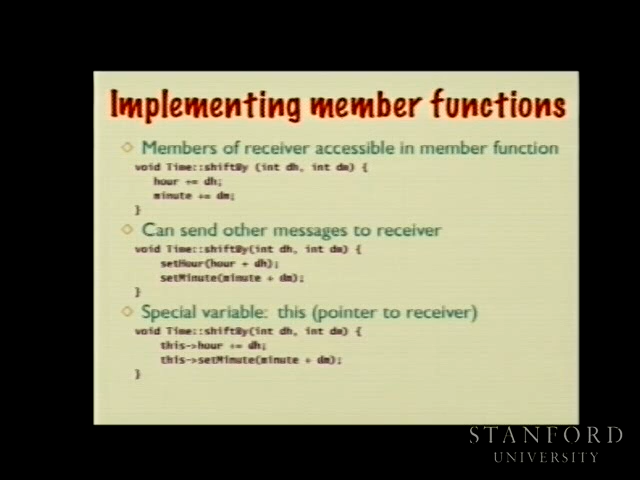 Implementing member functions
Members of receiver accessible in member function
void Time::shiftBy (int dh, int dm) {
hour += dh;
minute += dm;
}
Can send other messages to receiver
void Time::shiftBy(int dh, int dm) {
setHour(hour + dh);
setMinute(minute + dm);
}
Special variable: this (pointer to receiver)
void Time::shiftBy(int dh, int dm) {
this->hour += dh;
this->setMinute(minute + dm);
}
STANFORD
UNIVERSITY